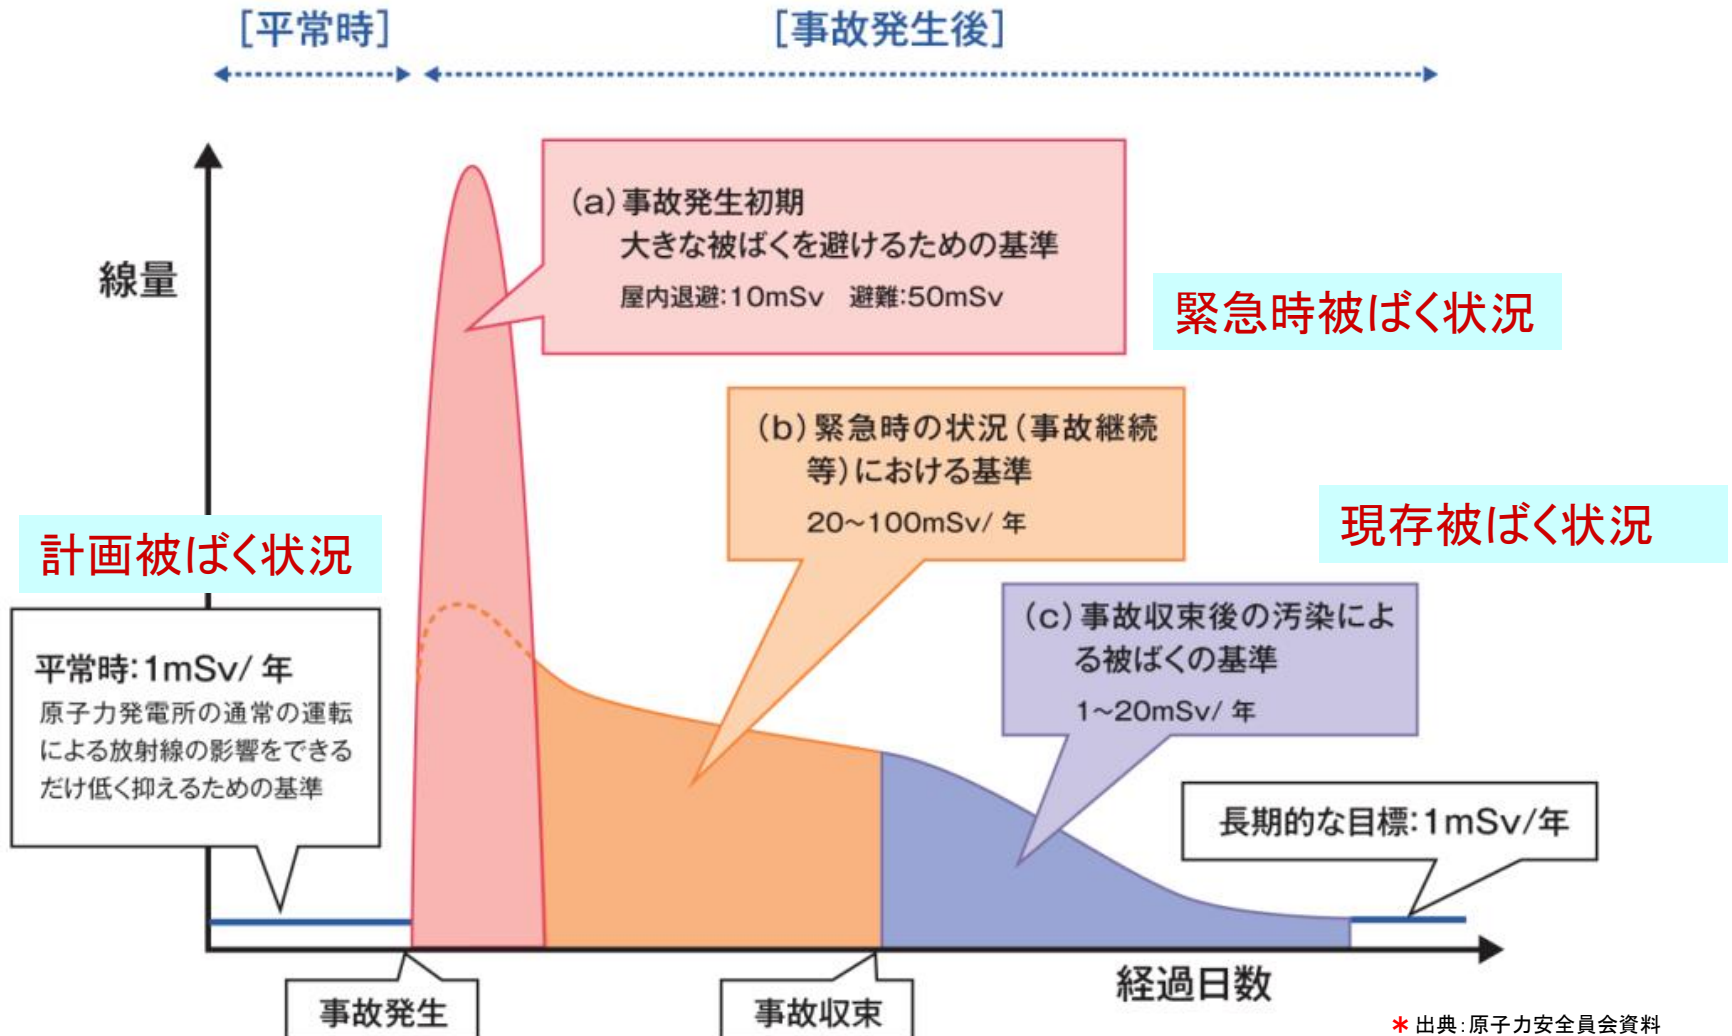 [平常時]
[事故発生後]
線量
(a)事故発生初期
大きな被ばくを避けるための基準
屋内退避:10mSv 避難:50mSv
緊急時被ばく状況
(b)緊急時の状況(事故継続
等)における基準
20~100mSv/ 年
現存被ばく状況
計画被ばく状況
(c)事故収束後の汚染によ
る被ばくの基準
1~20mSv/ 年
平常時:1mSv/ 年
原子力発電所の通常の運転
による放射線の影響をできる
だけ低く抑えるための基準
長期的な目標:1mSv/年
事故発生
事故収束
経過日数
*出典:原子力安全員会資料